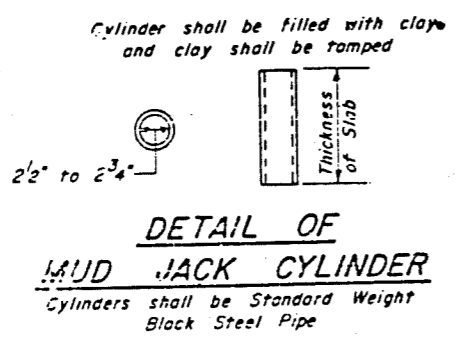 Cylinder shall be filled with clay
and clay shall be tamped
Thickness
of Slab
2½" to 2¾"
DETAIL OF
MUD JACK CYLINDER
Cylinders shall be Standard Weight
Black Steel Pipe